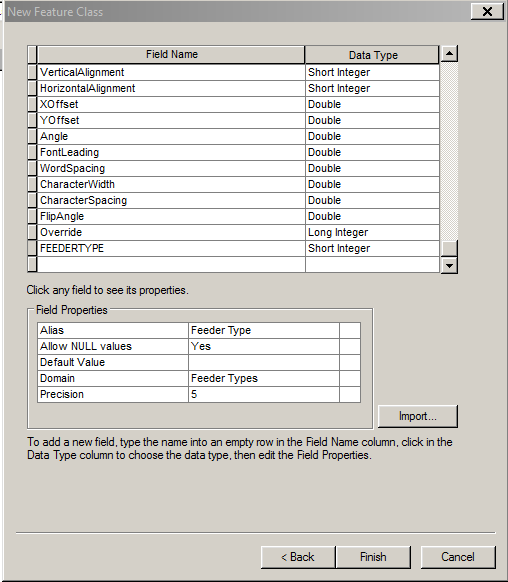 New Feature Class
Field Name Data Type
VerticalAlignment Short Integer
HorizontalAlignment Short Integer
XOffset Double
YOffset Double
Angle Double
FontLeading Double
WordSpacing Double
CharacterWidth Double
CharacterSpacing Double
FlipAngle Double
Override Long Integer
FEEDERTYPE Short Integer
Click any field to see its properties.
Field Properties
Alias Feeder Type
Allow NULL values Yes
Default Value
Domain Feeder Types
Precision 5
Import...
To add a new field, type the name into an empty row in the Field Name column, click in the
Data Type column to choose the data type, then edit the Field Properties.
< Back Finish Cancel